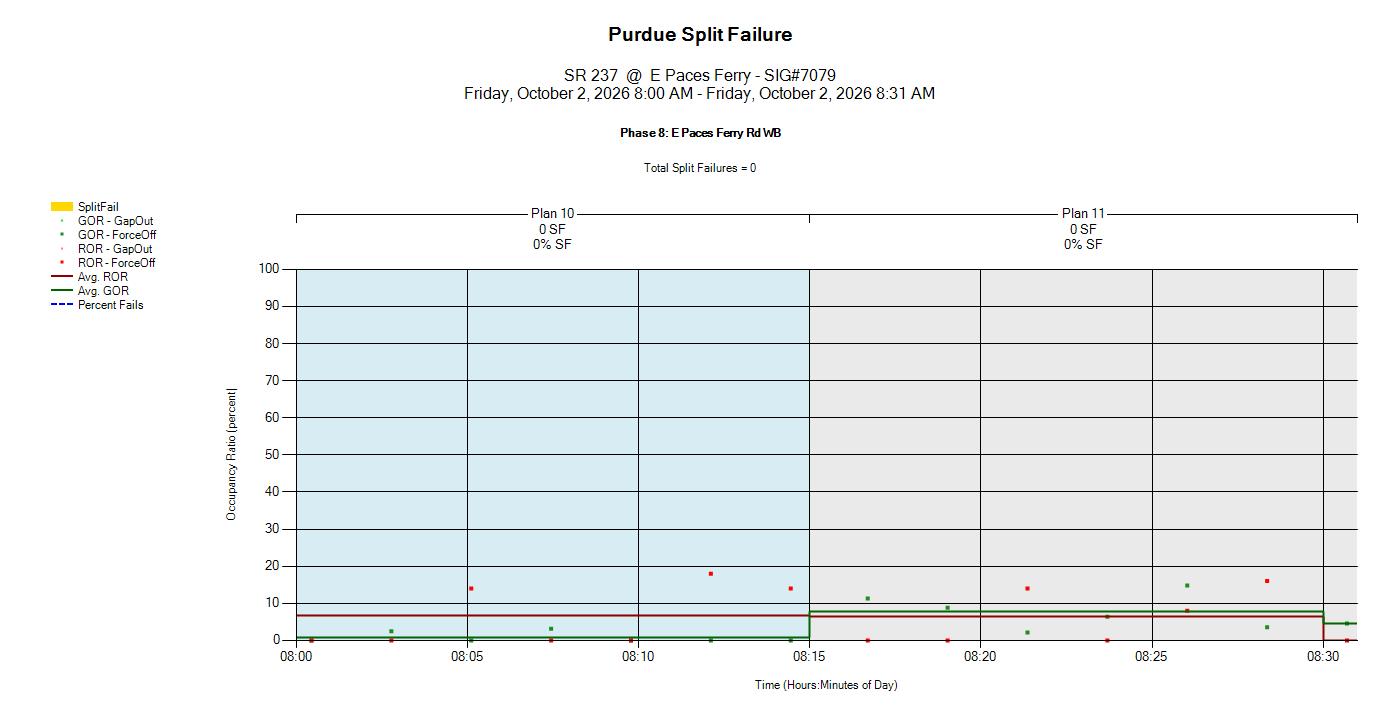 Purdue Split Failure
SR 237 @ E Paces Ferry - SIG#7079
Friday, October 2, 2026 8:00 AM - Friday, October 2, 2026 8:31 AM
Phase 8: E Paces Ferry Rd WB
Total Split Failures = 0
SplitFail
GOR - GapOut
GOR - ForceOff
ROR - GapOut
ROR - ForceOff
Avg. ROR
Avg. GOR
Percent Fails
Plan 10
0 SF
0% SF
Plan 11
0 SF
0% SF
Occupancy Ratio (percent)
100
90
80
70
60
50
40
30
20
10
0
08:00 08:05 08:10 08:15 08:20 08:25 08:30
Time (Hours:Minutes of Day)